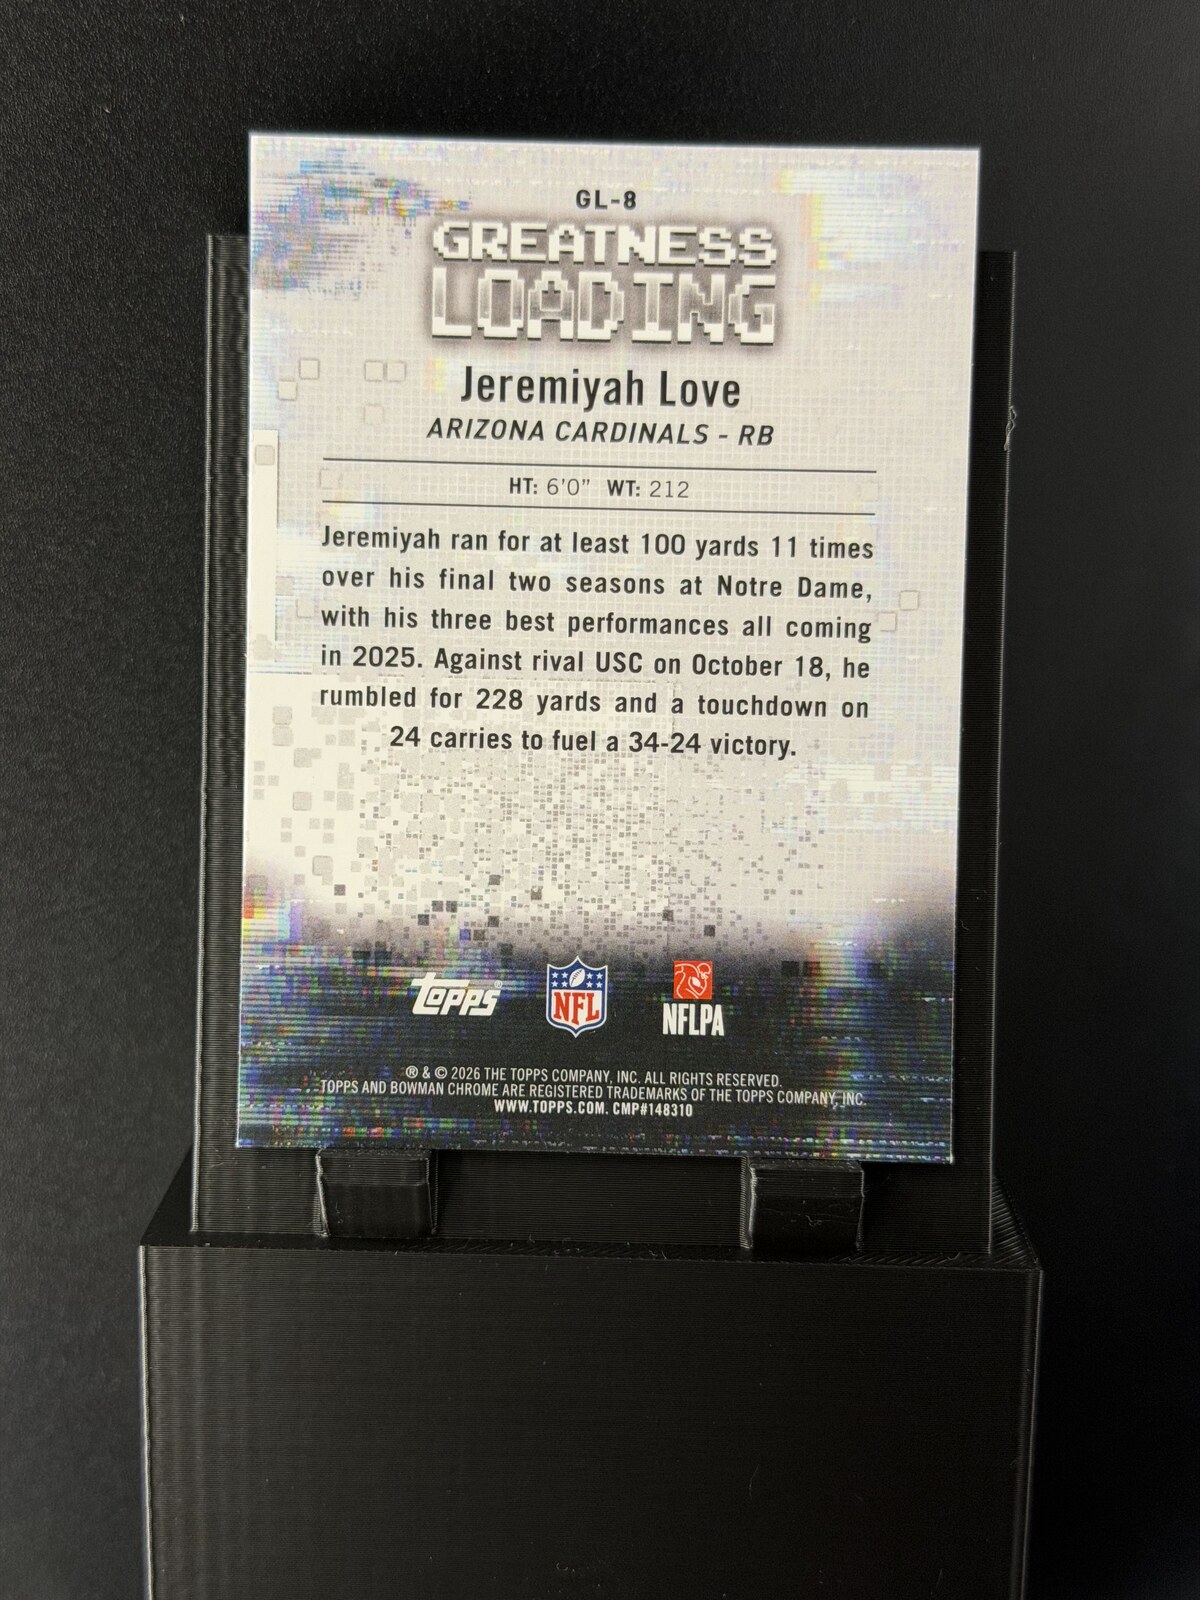 GL-8
GREATNESS
LOADING
Jeremiyah Love
ARIZONA CARDINALS - RB
HT: 6'0" WT: 212
Jeremiyah ran for at least 100 yards 11 times
over his final two seasons at Notre Dame,
with his three best performances all coming
in 2025. Against rival USC on October 18, he
rumbled for 228 yards and a touchdown on
24 carries to fuel a 34-24 victory.
topps®
NFL
NFLPA
® & © 2026 THE TOPPS COMPANY, INC. ALL RIGHTS RESERVED.
TOPPS AND BOWMAN CHROME ARE REGISTERED TRADEMARKS OF THE TOPPS COMPANY, INC.
WWW.TOPPS.COM. CMP#148310